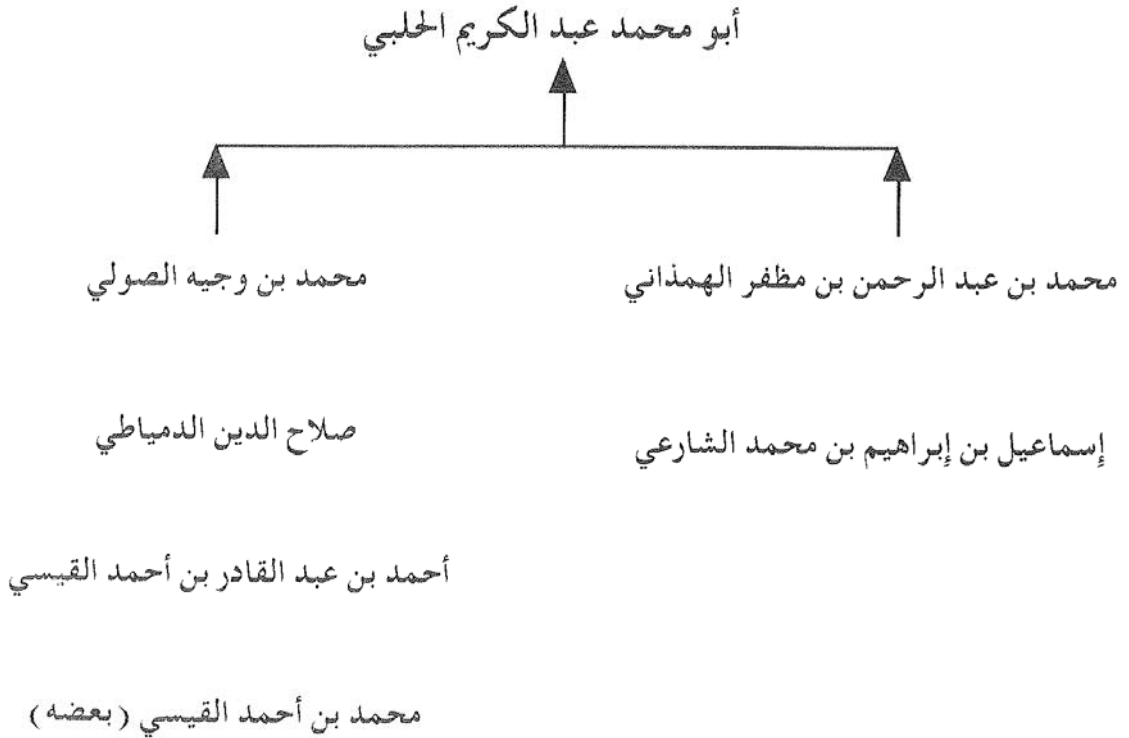 أبو محمد عبد الكريم الحلبي
محمد بن عبد الرحمن بن مظفر الهمذاني
محمد بن وجيه الصولي
إسماعيل بن إبراهيم بن محمد الشارعي
صلاح الدين الدمياطي
أحمد بن عبد القادر بن أحمد القيسي
محمد بن أحمد القيسي (بعضه)